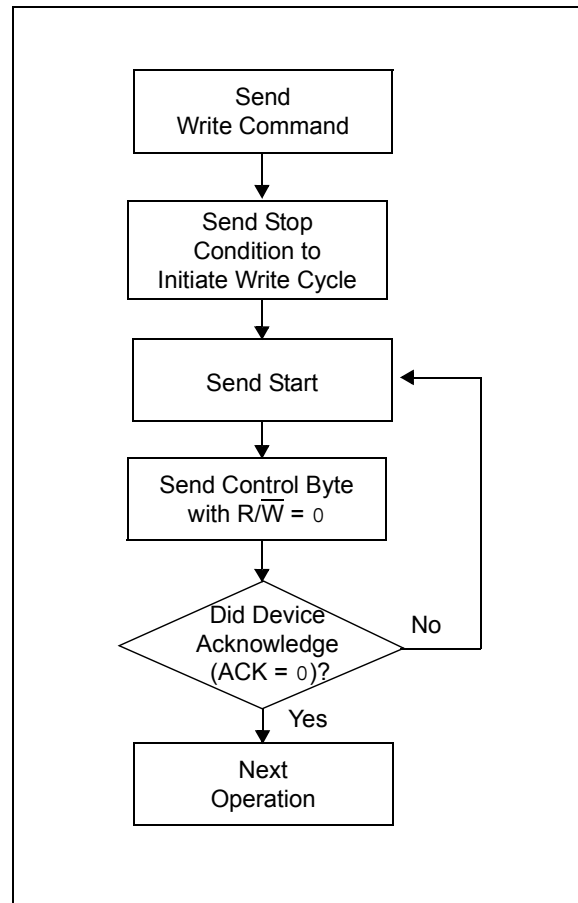 Send
Write Command
Send Stop
Condition to
Initiate Write Cycle
Send Start
Send Control Byte
with R/W̅ = 0
Did Device
Acknowledge
(ACK = 0)?
No
Yes
Next
Operation